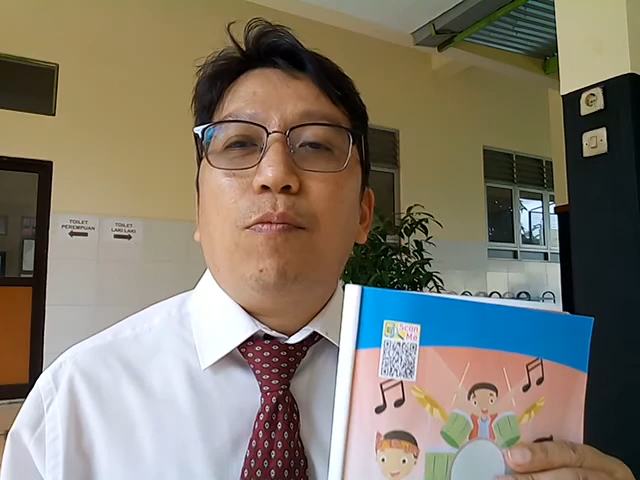 TOILET
PEREMPUAN
TOILET
LAKI LAKI
Scan
Me